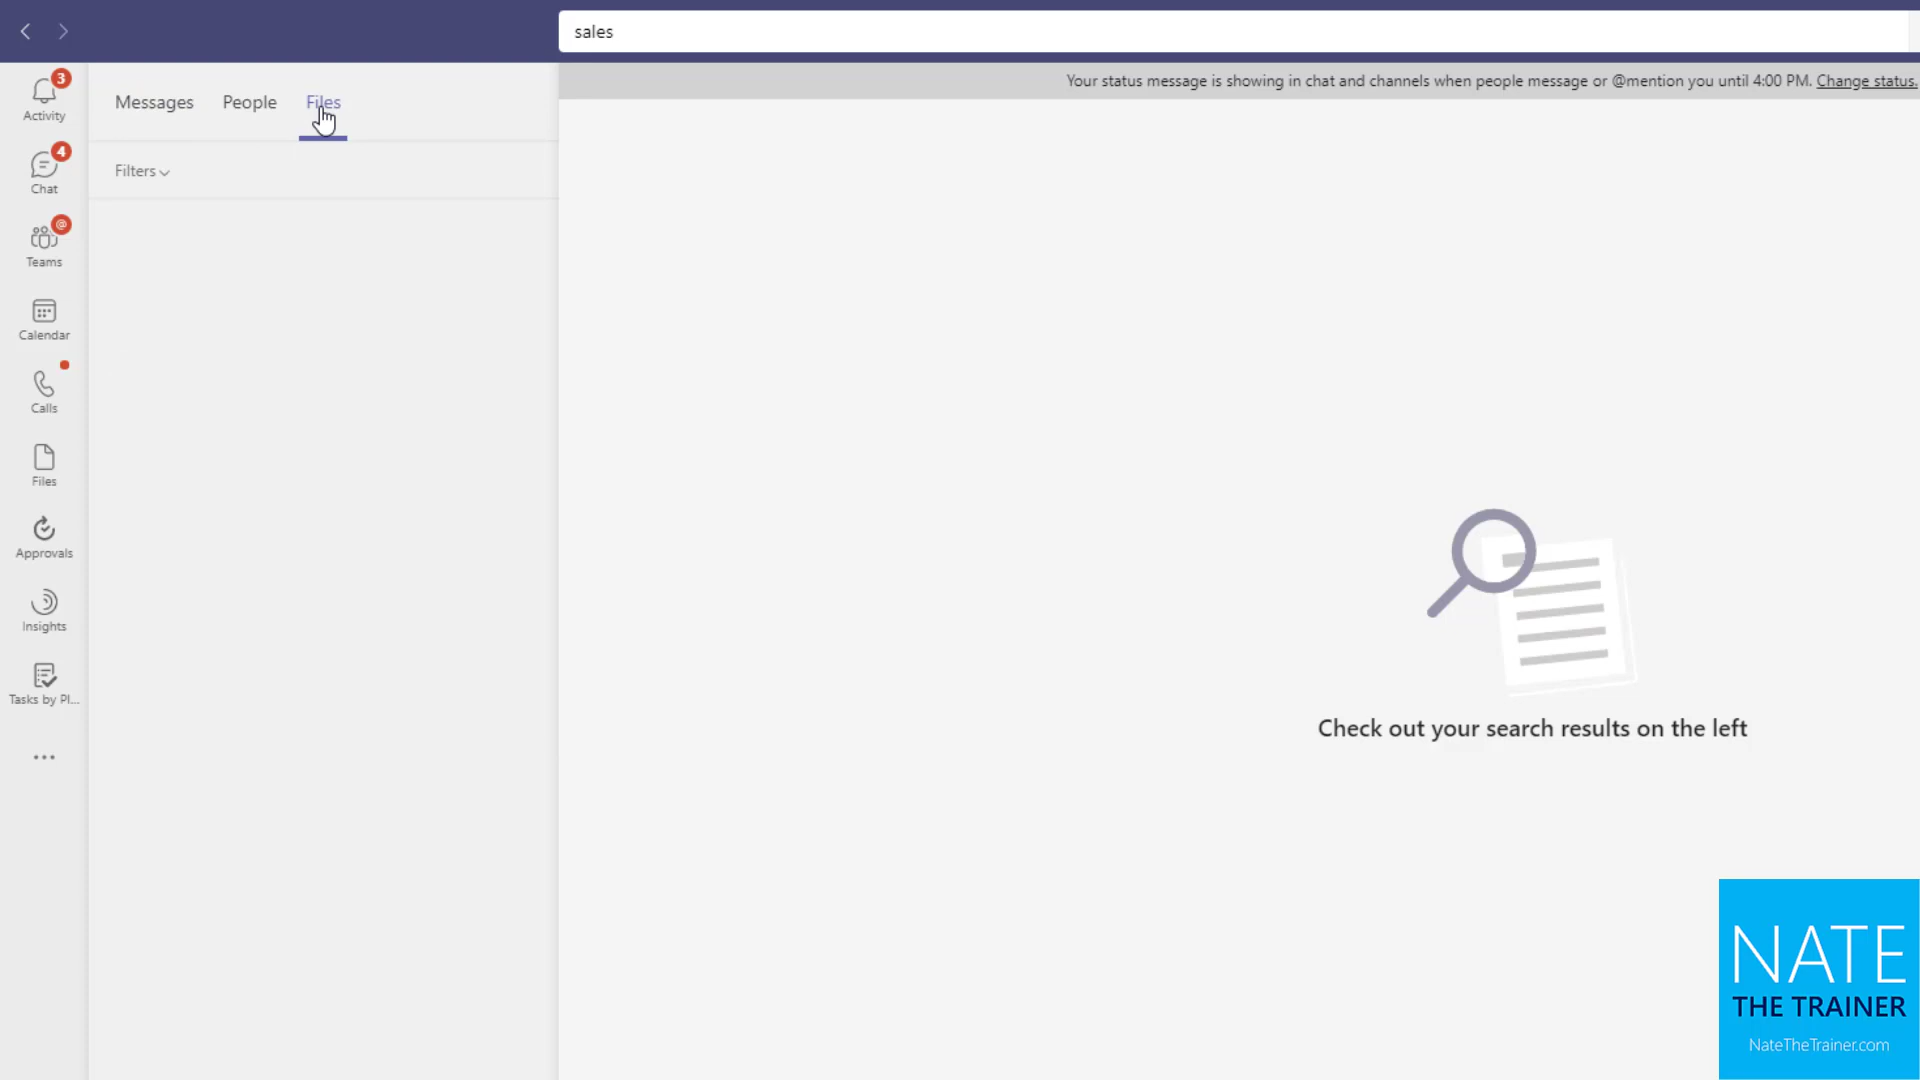 sales
Your status message is showing in chat and channels when people message or @mention you until 4:00 PM. Change status.
3
Activity
4
Chat
@
Teams
Calendar
Calls
Files
Approvals
Insights
Tasks by Pl...
Messages People Files
Filters
Check out your search results on the left
NATE
THE TRAINER
NateTheTrainer.com